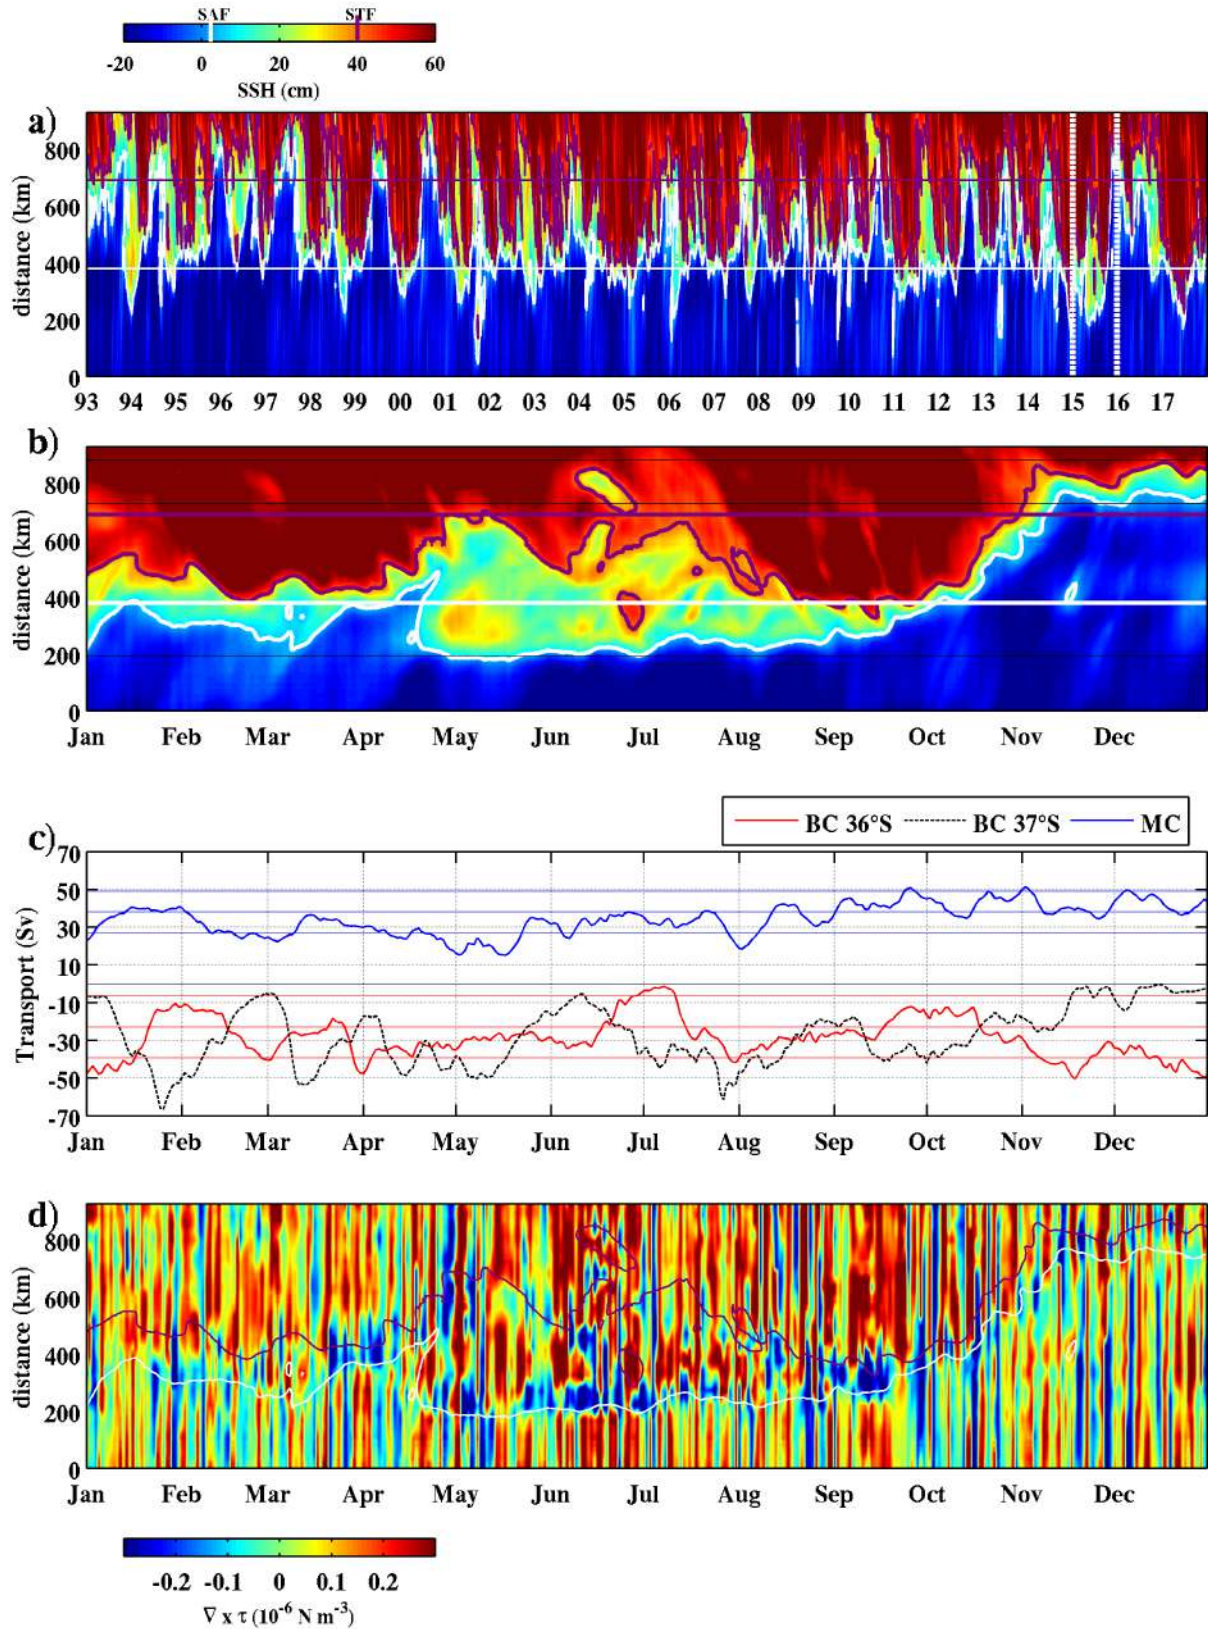 SAF STF
-20 0 20 40 60
SSH (cm)
a)
distance (km)
800
600
400
200
0
93 94 95 96 97 98 99 00 01 02 03 04 05 06 07 08 09 10 11 12 13 14 15 16 17
b)
distance (km)
800
600
400
200
0
Jan Feb Mar Apr May Jun Jul Aug Sep Oct Nov Dec
BC 36°S BC 37°S MC
c)
Transport (Sv)
70
50
30
10
-10
-30
-50
-70
Jan Feb Mar Apr May Jun Jul Aug Sep Oct Nov Dec
d)
distance (km)
800
600
400
200
0
Jan Feb Mar Apr May Jun Jul Aug Sep Oct Nov Dec
-0.2 -0.1 0 0.1 0.2
∇ x τ (10⁻⁶ N m⁻³)